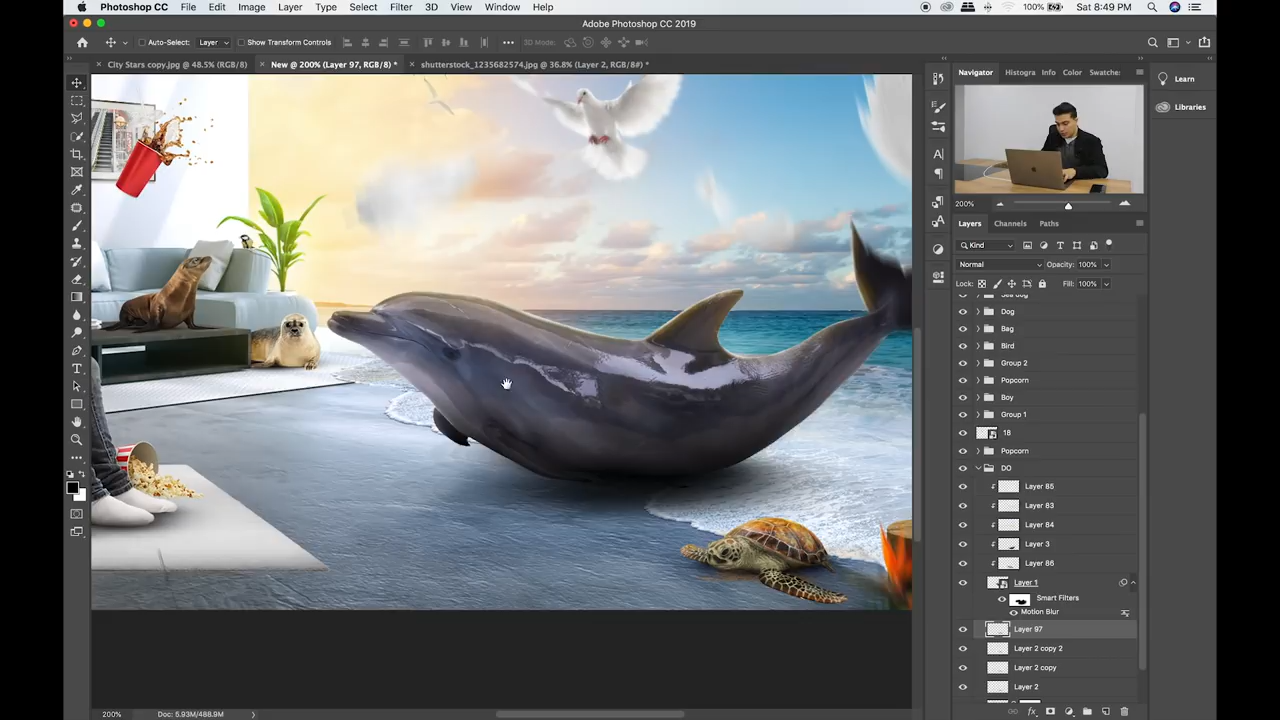 Photoshop CC File Edit Image Layer Type Select Filter 3D View Window Help 100% Sat 8:49 PM
Adobe Photoshop CC 2019
Auto-Select: Layer Show Transform Controls 3D Mode:
City Stars copy.jpg @ 48.5% (RGB/8) New @ 200% (Layer 97, RGB/8) * shutterstock_1235682574.jpg @ 36.8% (Layer 2, RGB/8#) *
Navigator Histogra Info Color Swatche:
Learn
Libraries
200%
Layers Channels Paths
Kind
Normal Opacity: 100%
Lock: Fill: 100%
Sea dog
Dog
Bag
Bird
Group 2
Popcorn
Boy
Group 1
18
Popcorn
DO
Layer 85
Layer 83
Layer 84
Layer 3
Layer 86
Layer 1
Smart Filters
Motion Blur
Layer 97
Layer 2 copy 2
Layer 2 copy
Layer 2
200% Doc: 5.93M/488.9M